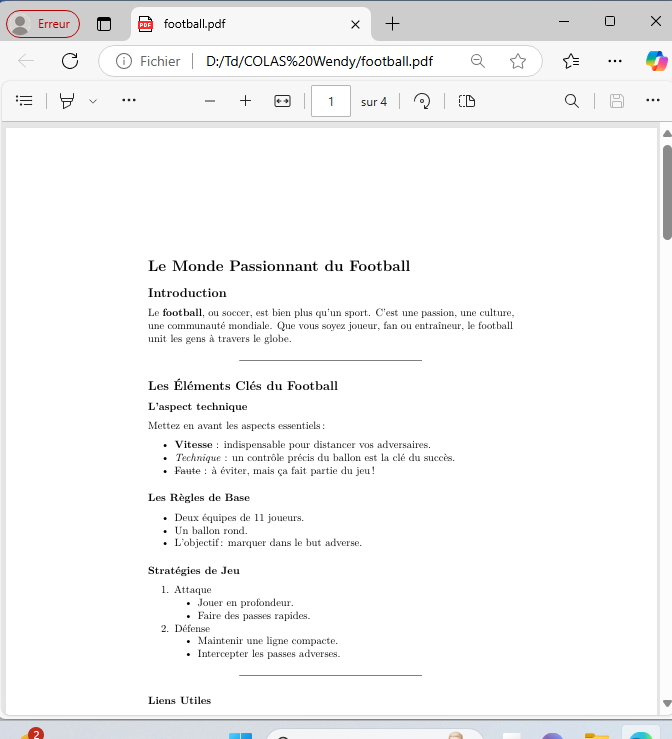 Erreur
football.pdf
Fichier
D:/Td/COLAS%20Wendy/football.pdf
PDF
1
sur 4
Le Monde Passionnant du Football
Introduction
Le football, ou soccer, est bien plus qu'un sport. C'est une passion, une culture,
une communauté mondiale. Que vous soyez joueur, fan ou entraîneur, le football
unit les gens à travers le globe.
Les Éléments Clés du Football
L'aspect technique
Mettez en avant les aspects essentiels :
• Vitesse : indispensable pour distancer vos adversaires.
• Technique : un contrôle précis du ballon est la clé du succès.
• Faute : à éviter, mais ça fait partie du jeu !
Les Règles de Base
• Deux équipes de 11 joueurs.
• Un ballon rond.
• L'objectif : marquer dans le but adverse.
Stratégies de Jeu
1. Attaque
• Jouer en profondeur.
• Faire des passes rapides.
2. Défense
• Maintenir une ligne compacte.
• Intercepter les passes adverses.
Liens Utiles
2